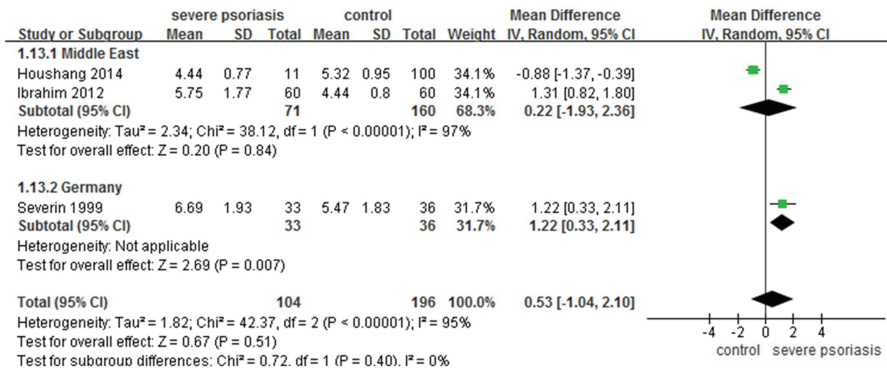 severe psoriasis control Mean Difference Mean Difference
Study or Subgroup Mean SD Total Mean SD Total Weight IV, Random, 95% CI IV, Random, 95% CI
1.13.1 Middle East
Houshang 2014 4.44 0.77 11 5.32 0.95 100 34.1% -0.88 [-1.37, -0.39]
Ibrahim 2012 5.75 1.77 60 4.44 0.8 60 34.1% 1.31 [0.82, 1.80]
Subtotal (95% CI) 71 160 68.3% 0.22 [-1.93, 2.36]
Heterogeneity: Tau² = 2.34; Chi² = 38.12, df = 1 (P < 0.00001); I² = 97%
Test for overall effect: Z = 0.20 (P = 0.84)
1.13.2 Germany
Severin 1999 6.69 1.93 33 5.47 1.83 36 31.7% 1.22 [0.33, 2.11]
Subtotal (95% CI) 33 36 31.7% 1.22 [0.33, 2.11]
Heterogeneity: Not applicable
Test for overall effect: Z = 2.69 (P = 0.007)
Total (95% CI) 104 196 100.0% 0.53 [-1.04, 2.10]
Heterogeneity: Tau² = 1.82; Chi² = 42.37, df = 2 (P < 0.00001); I² = 95%
Test for overall effect: Z = 0.67 (P = 0.51)
Test for subgroup differences: Chi² = 0.72, df = 1 (P = 0.40), I² = 0%
-4 -2 0 2 4
control severe psoriasis